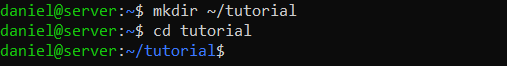 daniel@server:~$ mkdir ~/tutorial
daniel@server:~$ cd tutorial
daniel@server:~/tutorial$